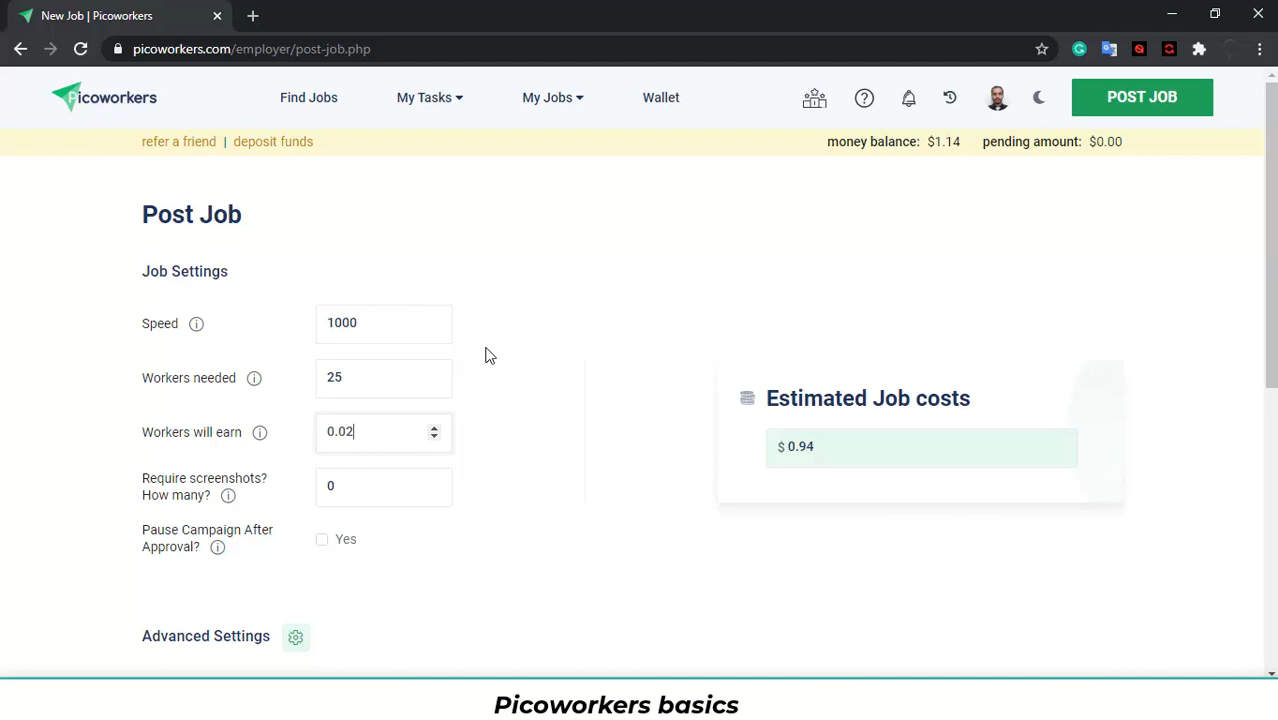 New Job | Picoworkers
picoworkers.com/employer/post-job.php
Picoworkers Find Jobs My Tasks My Jobs Wallet POST JOB
refer a friend | deposit funds money balance: $1.14 pending amount: $0.00
Post Job
Job Settings
Speed 1000
Workers needed 25
Estimated Job costs
Workers will earn 0.02
$ 0.94
Require screenshots?
How many? 0
Pause Campaign After
Approval? Yes
Advanced Settings
Picoworkers basics